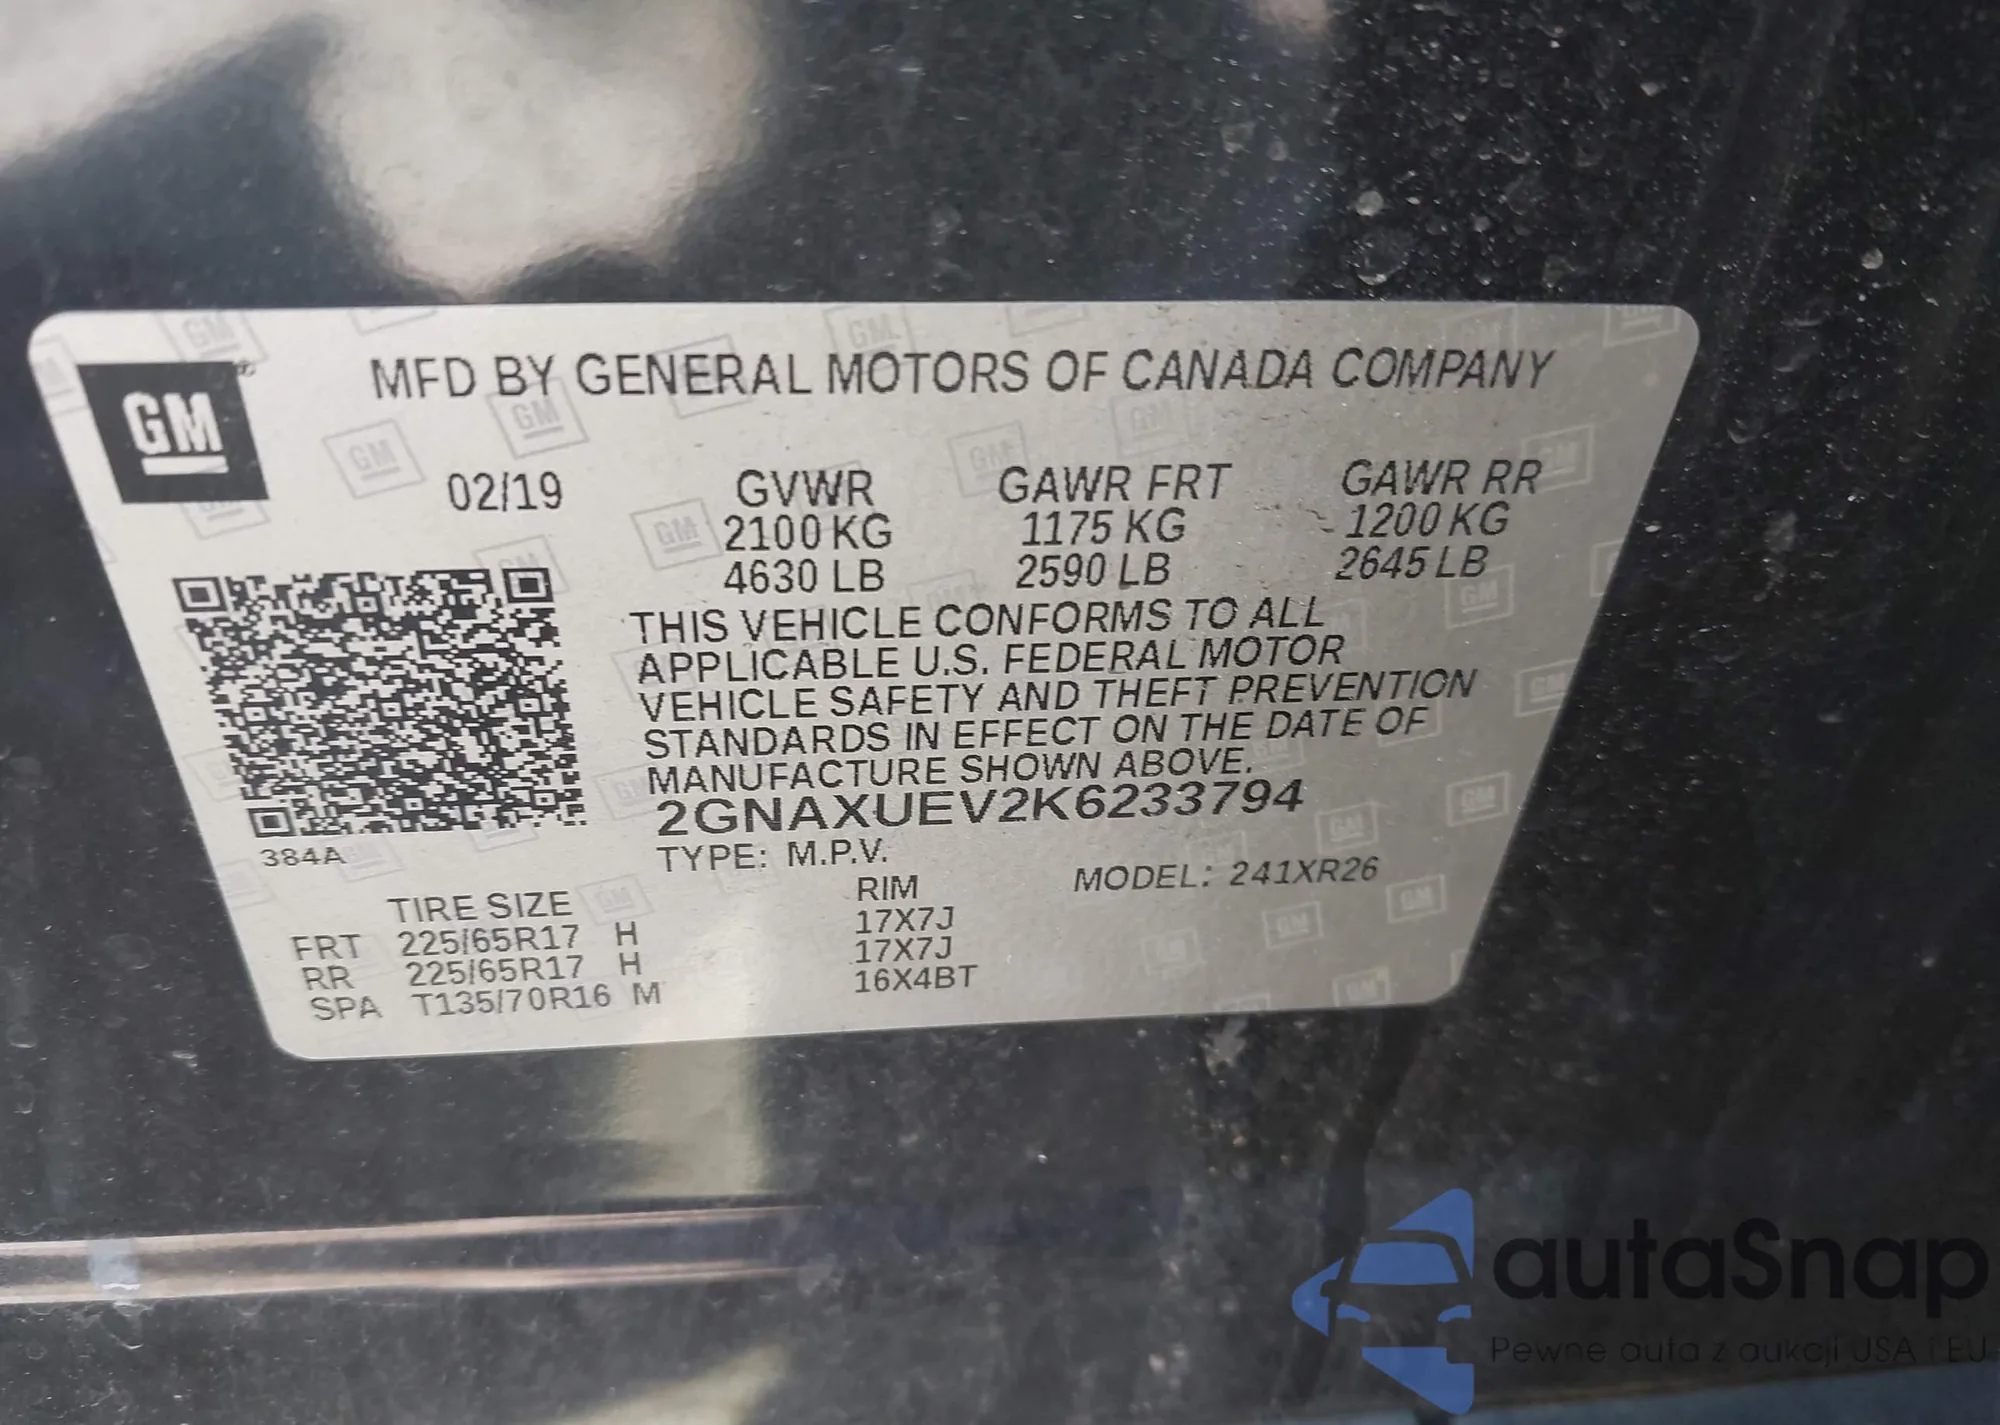 GM
MFD BY GENERAL MOTORS OF CANADA COMPANY
02/19 GVWR GAWR FRT GAWR RR
2100 KG 1175 KG 1200 KG
4630 LB 2590 LB 2645 LB
THIS VEHICLE CONFORMS TO ALL
APPLICABLE U.S. FEDERAL MOTOR
VEHICLE SAFETY AND THEFT PREVENTION
STANDARDS IN EFFECT ON THE DATE OF
MANUFACTURE SHOWN ABOVE.
2GNAXUEV2K6233794
384A
TYPE: M.P.V. MODEL: 241XR26
TIRE SIZE RIM
FRT 225/65R17 H 17X7J
RR 225/65R17 H 17X7J
SPA T135/70R16 M 16X4BT
autaSnap
Pewne auta z aukcji USA i EU